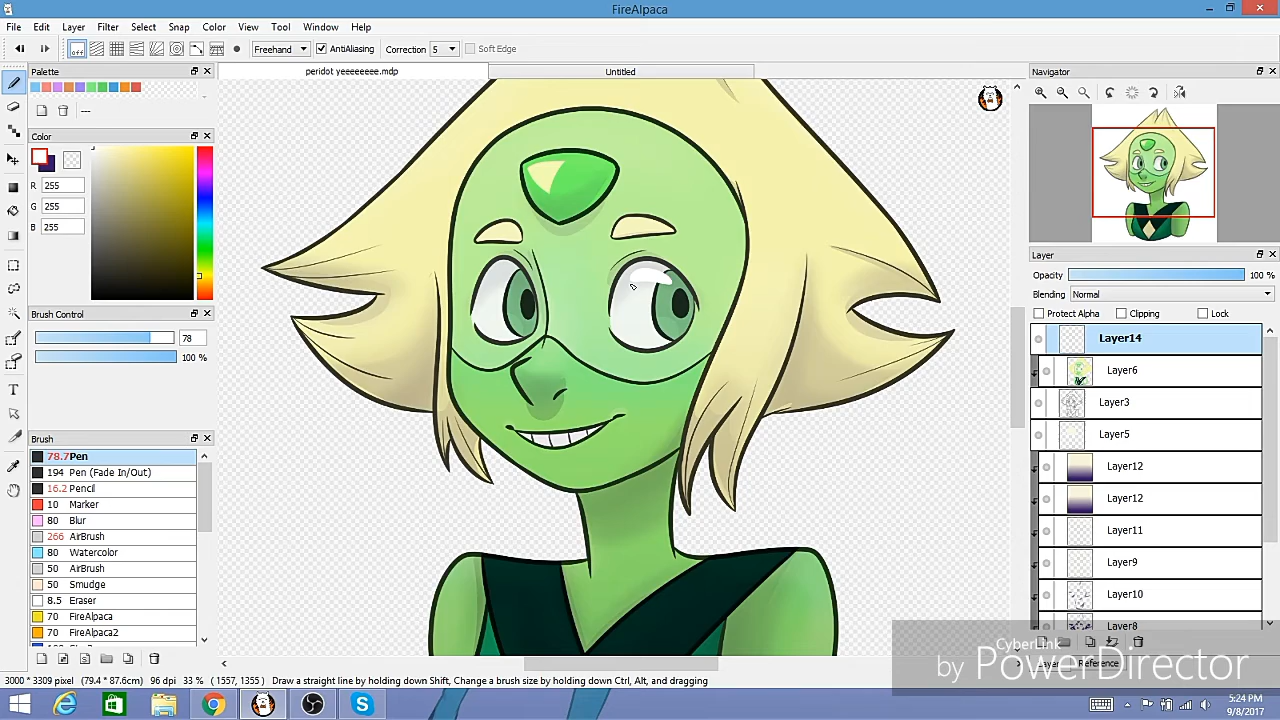 FireAlpaca
File Edit Layer Filter Select Snap Color View Tool Window Help
off Freehand AntiAliasing Correction 5 Soft Edge
Palette
peridot yeeeeeeee.mdp Untitled
Navigator
---
Color
R 255
G 255
B 255
Layer
Opacity 100 %
Blending Normal
Protect Alpha Clipping Lock
Brush Control
78
100 %
Layer14
Layer6
Layer3
Layer5
Layer12
Layer12
Layer11
Layer9
Layer10
Layer8
Brush
78.7 Pen
194 Pen (Fade In/Out)
16.2 Pencil
10 Marker
80 Blur
266 AirBrush
80 Watercolor
50 AirBrush
50 Smudge
8.5 Eraser
70 FireAlpaca
70 FireAlpaca2
CyberLink
by PowerDirector
Layer Reference
3000 * 3309 pixel (79.4 * 87.6cm) 96 dpi 33 % ( 1557, 1355 ) Draw a straight line by holding down Shift, Change a brush size by holding down Ctrl, Alt, and dragging
5:24 PM
9/8/2017